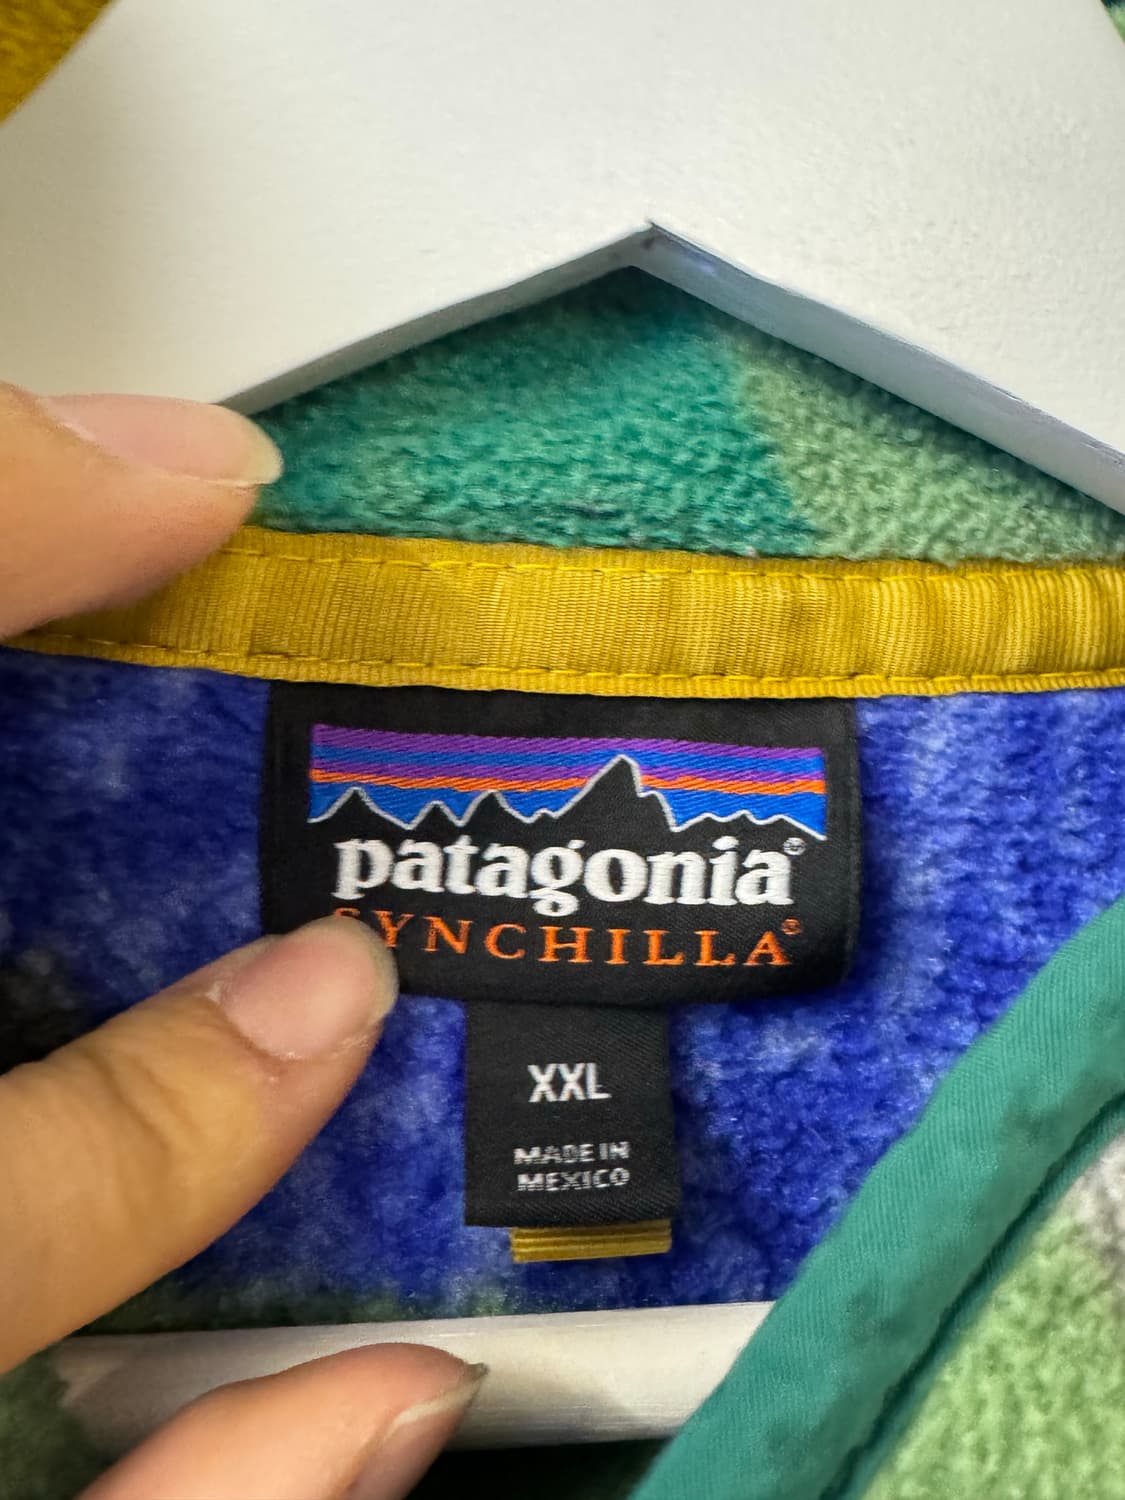 patagonia®
SYNCHILLA®
XXL
MADE IN
MEXICO